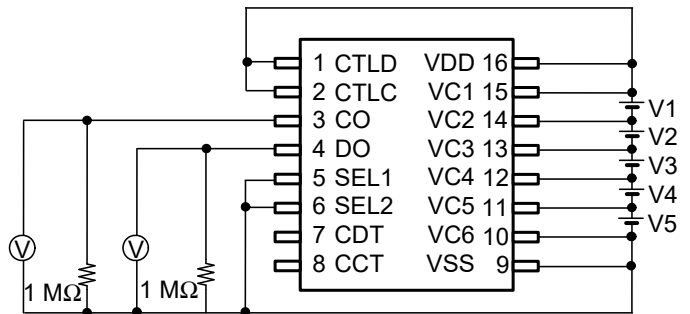 1 CTLD VDD 16
2 CTLC VC1 15
V1
3 CO VC2 14
V2
4 DO VC3 13
V3
5 SEL1 VC4 12
V4
6 SEL2 VC5 11
V5
7 CDT VC6 10
8 CCT VSS 9
V V
1 MΩ 1 MΩ